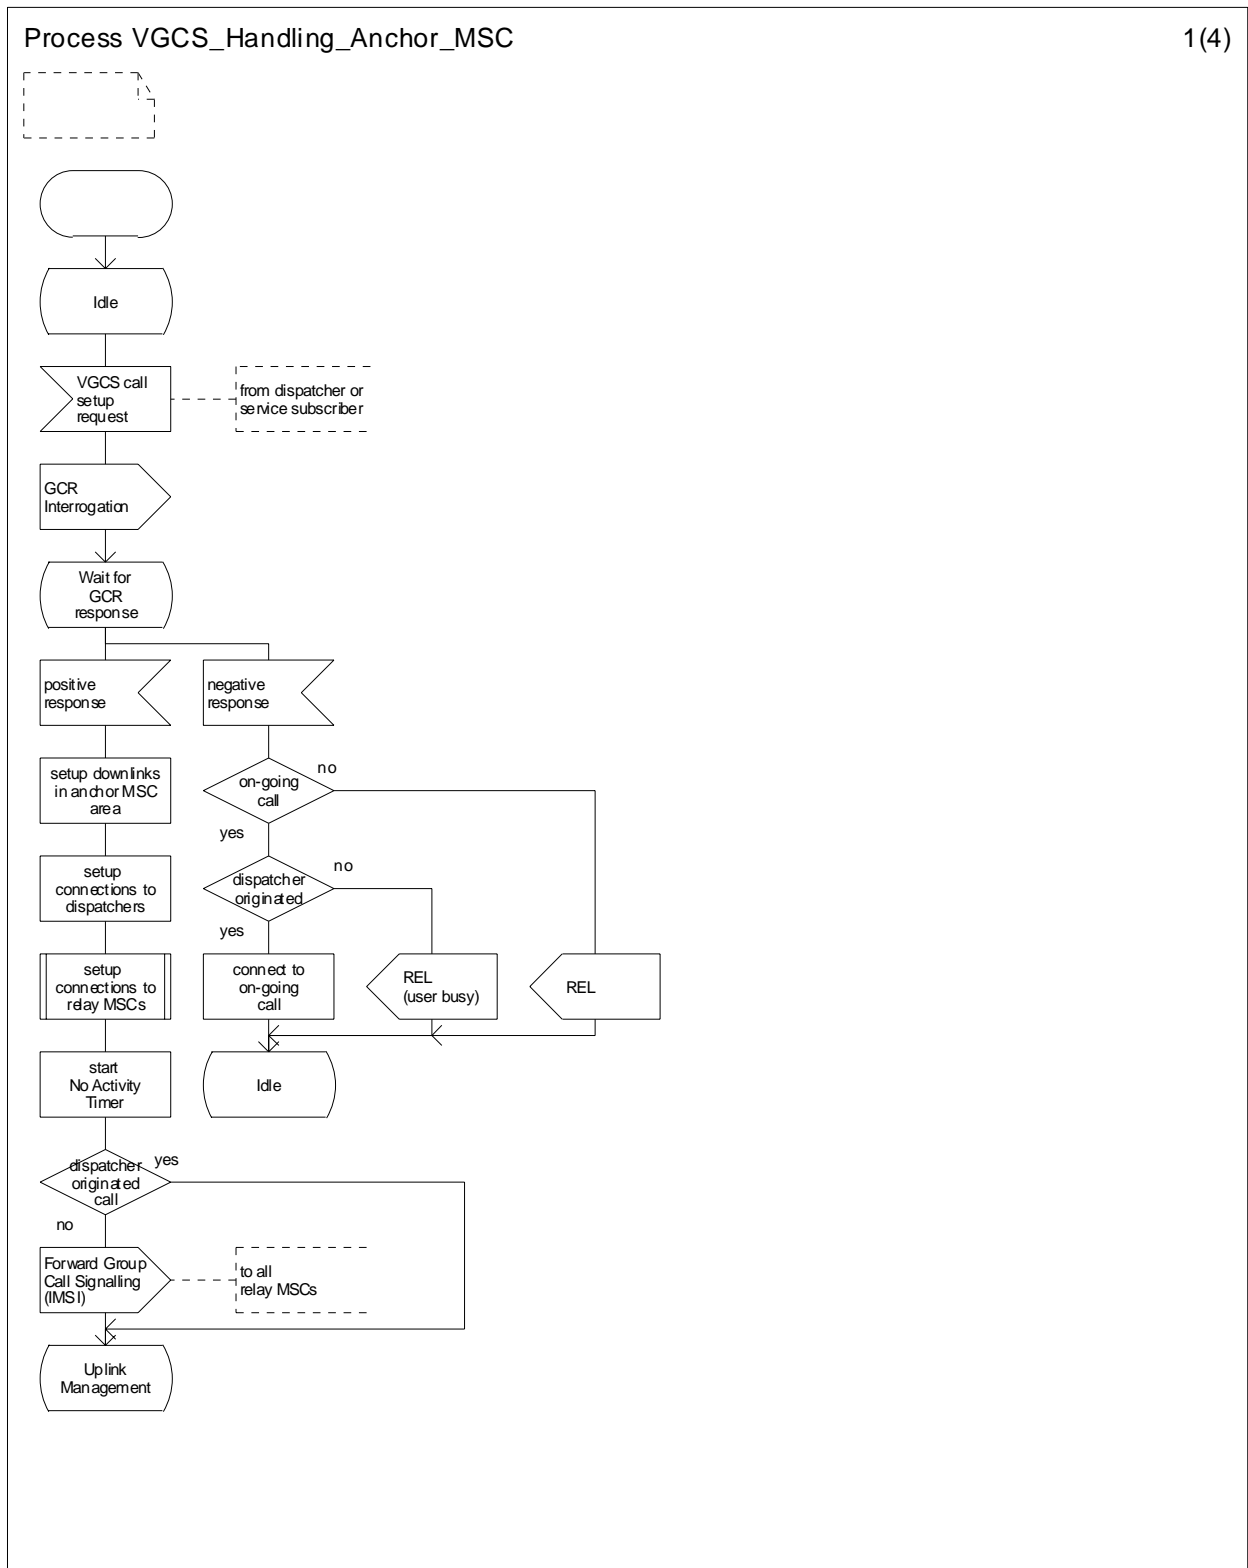 Process VGCS_Handling_Anchor_MSC
1(4)
Idle
VGCS call
setup
request
from dispatcher or
service subscriber
GCR
Interrogation
Wait for
GCR
response
positive
response
negative
response
setup downlinks
in anchor MSC
area
on-going
call
no
yes
setup
connections to
dispatchers
dispatcher
originated
no
yes
setup
connections to
relay MSCs
connect to
on-going
call
REL
(user busy)
REL
start
No Activity
Timer
Idle
dispatcher
originated
call
yes
no
Forward Group
Call Signalling
(IMSI)
to all
relay MSCs
Uplink
Management